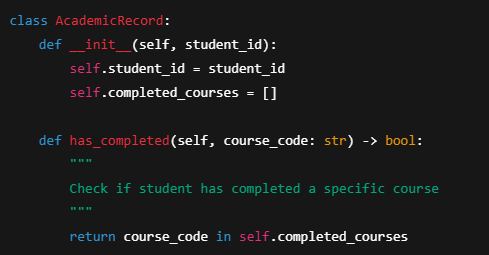 class AcademicRecord:
    def __init__(self, student_id):
        self.student_id = student_id
        self.completed_courses = []

    def has_completed(self, course_code: str) -> bool:
        """
        Check if student has completed a specific course
        """
        return course_code in self.completed_courses